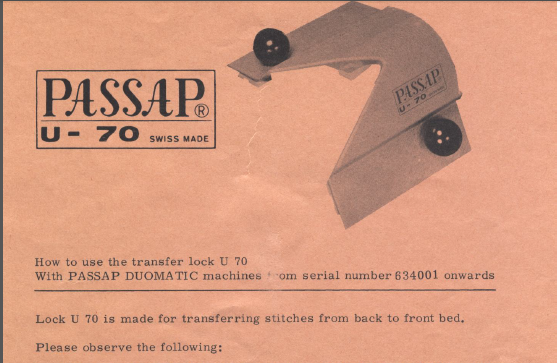 PASSAP®
U - 70 SWISS MADE
PASSAP
U - 70
How to use the transfer lock U 70
With PASSAP DUOMATIC machines from serial number 634001 onwards
Lock U 70 is made for transferring stitches from back to front bed.
Please observe the following: